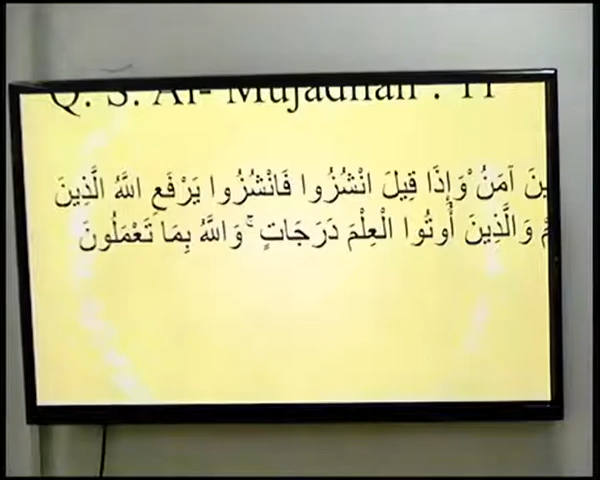 Q. S. Al- Mujadilah : 11
ينَ آمَنُ وَإِذَا قِيلَ انْشُزُوا فَانْشُزُوا يَرْفَعِ اللَّهُ الَّذِينَ
مْ وَالَّذِينَ أُوتُوا الْعِلْمَ دَرَجَاتٍ ۚ وَاللَّهُ بِمَا تَعْمَلُونَ